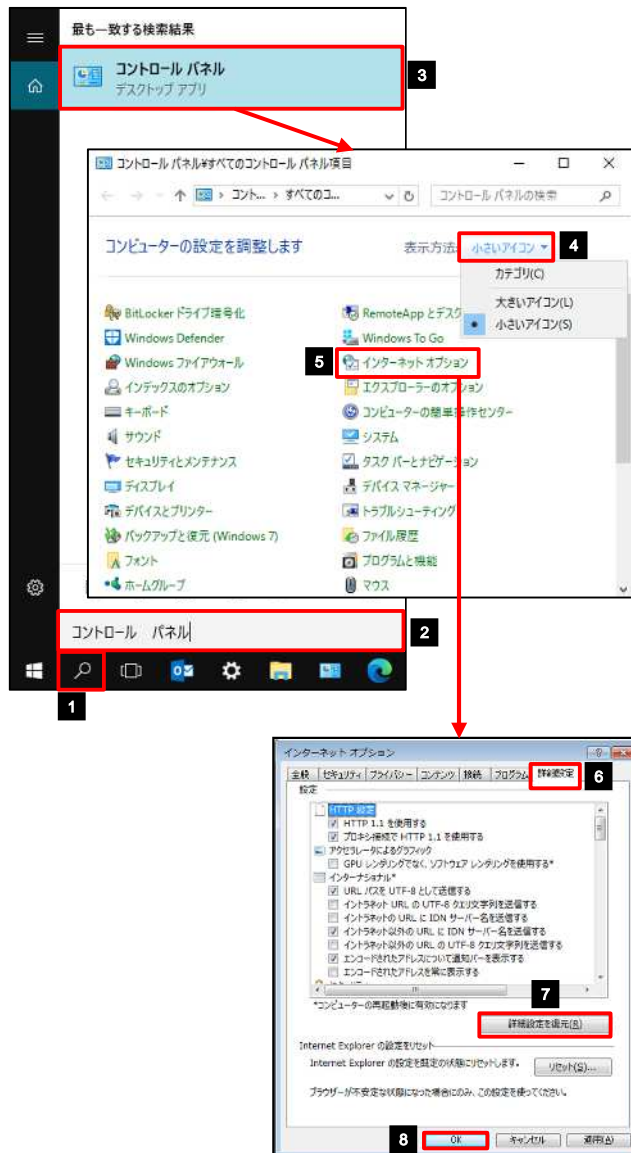 最も一致する検索結果
コントロール パネル
デスクトップ アプリ
3
コントロール パネル¥すべてのコントロール パネル項目
コント... › すべてのコ...
コントロール パネルの検索
コンピューターの設定を調整します
表示方法:
小さいアイコン
4
カテゴリ(C)
大きいアイコン(L)
小さいアイコン(S)
BitLocker ドライブ暗号化
RemoteApp とデスク
Windows Defender
Windows To Go
Windows ファイアウォール
5
インターネット オプション
インデックスのオプション
エクスプローラーのオプション
キーボード
コンピューターの簡単操作センター
サウンド
システム
セキュリティとメンテナンス
タスク バーとナビゲーション
ディスプレイ
デバイス マネージャー
デバイスとプリンター
トラブルシューティング
バックアップと復元 (Windows 7)
ファイル履歴
フォント
プログラムと機能
ホームグループ
マウス
コントロール　パネル
2
1
インターネット オプション
全般
セキュリティ
プライバシー
コンテンツ
接続
プログラム
詳細設定
6
設定
HTTP 設定
HTTP 1.1 を使用する
プロキシ接続で HTTP 1.1 を使用する
アクセラレータによるグラフィック
GPU レンダリングでなく、ソフトウェア レンダリングを使用する*
インターナショナル*
URL パスを UTF-8 として送信する
イントラネット URL の UTF-8 クエリ文字列を送信する
イントラネットの URL に IDN サーバー名を送信する
イントラネット以外の URL に IDN サーバー名を送信する
イントラネット以外の URL の UTF-8 クエリ文字列を送信する
エンコードされたアドレスについて通知バーを表示する
エンコードされたアドレスを常に表示する
*コンピューターの再起動後に有効になります
7
詳細設定を復元(R)
Internet Explorer の設定をリセット
Internet Explorer の設定を既定の状態にリセットします。
リセット(S)...
ブラウザーが不安定な状態になった場合にのみ、この設定を使ってください。
8
OK
キャンセル
適用(A)